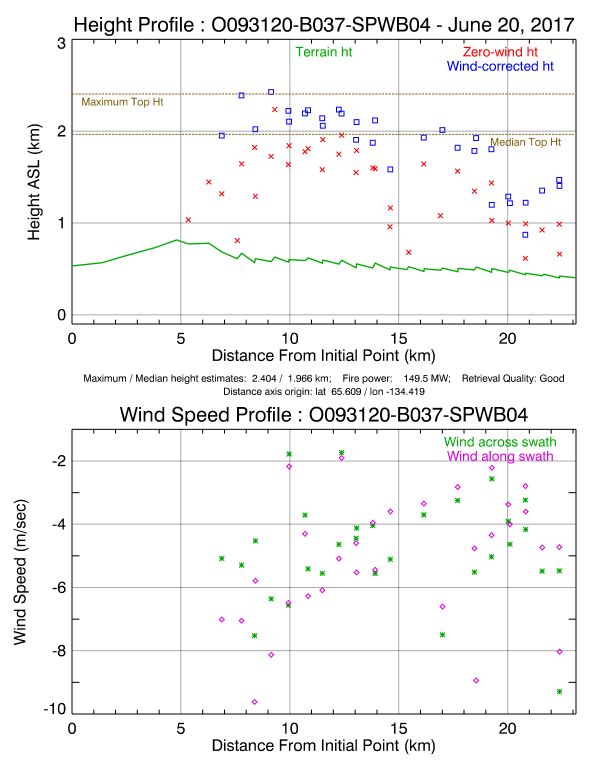 Height Profile : O093120-B037-SPWB04 - June 20, 2017
3
Terrain ht
Zero-wind ht
Wind-corrected ht
Maximum Top Ht
2
Median Top Ht
Height ASL (km)
1
0
0 5 10 15 20
Distance From Initial Point (km)
Maximum / Median height estimates: 2.404 / 1.966 km; Fire power: 149.5 MW; Retrieval Quality: Good
Distance axis origin: lat 65.609 / lon -134.419
Wind Speed Profile : O093120-B037-SPWB04
Wind across swath
Wind along swath
-2
-4
Wind Speed (m/sec)
-6
-8
-10
0 5 10 15 20
Distance From Initial Point (km)